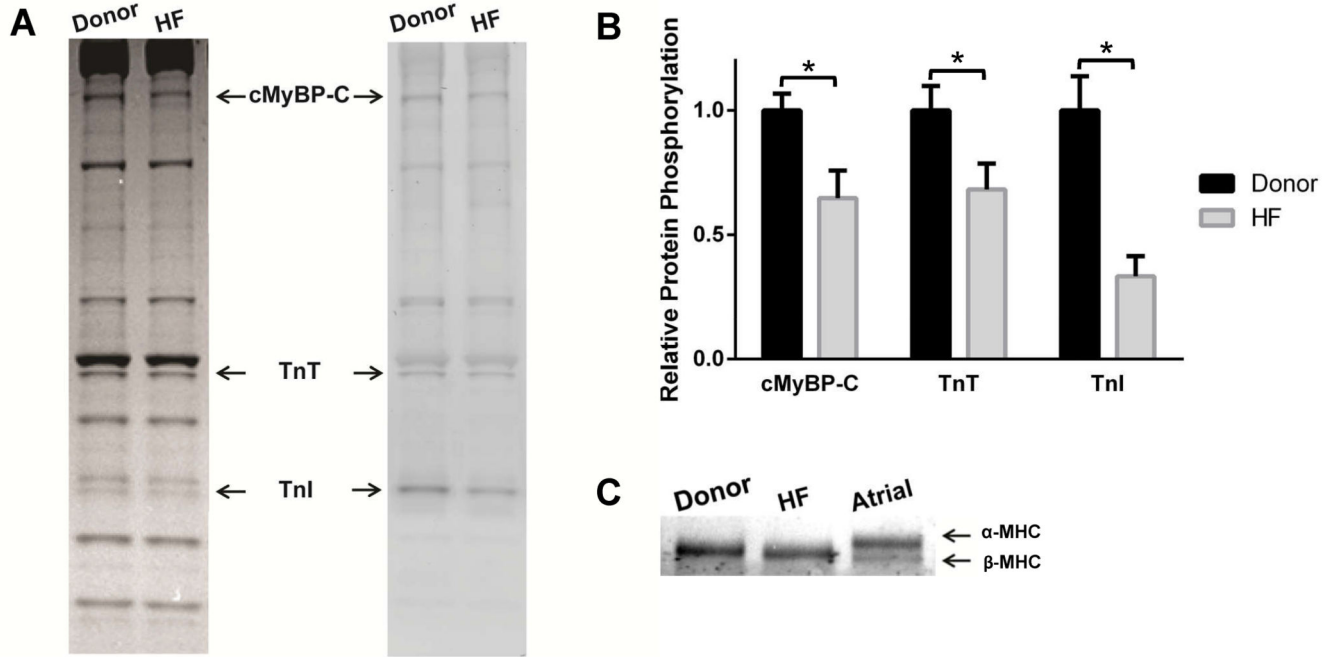 A
Donor HF
Donor HF
cMyBP-C
TnT
TnI
B
Relative Protein Phosphorylation
1.0
0.5
0.0
*
*
*
cMyBP-C TnT TnI
Donor
HF
C
Donor HF Atrial
α-MHC
β-MHC